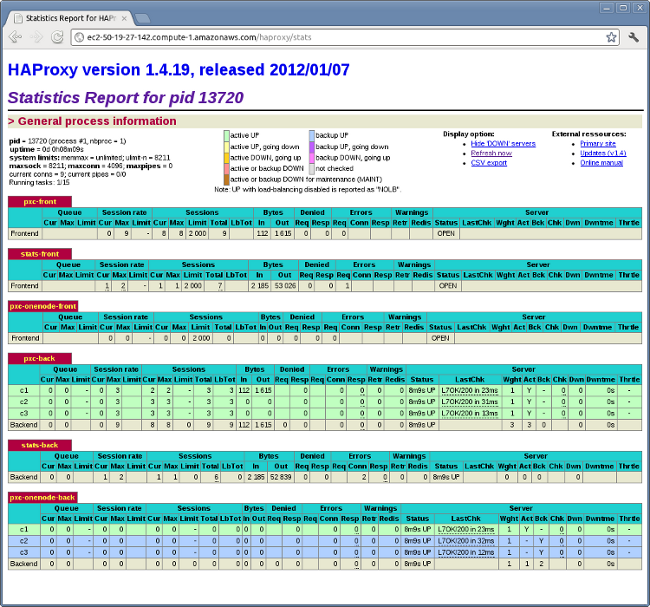 Statistics Report for HAPr
ec2-50-19-27-142.compute-1.amazonaws.com/haproxy/stats
HAProxy version 1.4.19, released 2012/01/07
Statistics Report for pid 13720
> General process information
pid = 13720 (process #1, nbproc = 1)
uptime = 0d 0h08m09s
system limits: memmax = unlimited; ulimit-n = 8211
maxsock = 8211; maxconn = 4096; maxpipes = 0
current conns = 9; current pipes = 0/0
Running tasks: 1/15
active UP backup UP
active UP, going down backup UP, going down
active DOWN, going up backup DOWN, going up
active or backup DOWN not checked
active or backup DOWN for maintenance (MAINT)
Note: UP with load-balancing disabled is reported as "NOLB".
Display option:
Hide 'DOWN' servers
Refresh now
CSV export
External ressources:
Primary site
Updates (v1.4)
Online manual
pxc-front
Queue Session rate Sessions Bytes Denied Errors Warnings Server
Cur Max Limit Cur Max Limit Cur Max Limit Total LbTot In Out Req Resp Req Conn Resp Retr Redis Status LastChk Wght Act Bck Chk Dwn Dwntme Thrtle
Frontend 0 9 - 8 8 2 000 9 112 1 615 0 0 0 OPEN
stats-front
Queue Session rate Sessions Bytes Denied Errors Warnings Server
Cur Max Limit Cur Max Limit Cur Max Limit Total LbTot In Out Req Resp Req Conn Resp Retr Redis Status LastChk Wght Act Bck Chk Dwn Dwntme Thrtle
Frontend 1 2 - 1 1 2 000 7 2 185 53 026 0 0 1 OPEN
pxc-onenode-front
Queue Session rate Sessions Bytes Denied Errors Warnings Server
Cur Max Limit Cur Max Limit Cur Max Limit Total LbTot In Out Req Resp Req Conn Resp Retr Redis Status LastChk Wght Act Bck Chk Dwn Dwntme Thrtle
Frontend 0 0 - 0 0 2 000 0 0 0 0 0 0 OPEN
pxc-back
Queue Session rate Sessions Bytes Denied Errors Warnings Server
Cur Max Limit Cur Max Limit Cur Max Limit Total LbTot In Out Req Resp Req Conn Resp Retr Redis Status LastChk Wght Act Bck Chk Dwn Dwntme Thrtle
c1 0 0 - 0 3 2 2 - 3 3 112 1 615 0 0 0 0 0 8m9s UP L7OK/200 in 23ms 1 Y - 0 0 0s -
c2 0 0 - 0 3 3 3 - 3 3 0 0 0 0 0 0 0 8m9s UP L7OK/200 in 31ms 1 Y - 0 0 0s -
c3 0 0 - 0 3 3 3 - 3 3 0 0 0 0 0 0 0 8m9s UP L7OK/200 in 13ms 1 Y - 0 0 0s -
Backend 0 0 0 9 8 8 0 9 9 112 1 615 0 0 0 0 0 0 8m9s UP 3 3 0 0 0s
stats-back
Queue Session rate Sessions Bytes Denied Errors Warnings Server
Cur Max Limit Cur Max Limit Cur Max Limit Total LbTot In Out Req Resp Req Conn Resp Retr Redis Status LastChk Wght Act Bck Chk Dwn Dwntme Thrtle
Backend 0 0 1 2 1 1 0 6 0 2 185 52 839 0 0 2 0 0 0 8m9s UP 0 0 0 0
pxc-onenode-back
Queue Session rate Sessions Bytes Denied Errors Warnings Server
Cur Max Limit Cur Max Limit Cur Max Limit Total LbTot In Out Req Resp Req Conn Resp Retr Redis Status LastChk Wght Act Bck Chk Dwn Dwntme Thrtle
c1 0 0 - 0 0 0 0 - 0 0 0 0 0 0 0 0 0 8m9s UP L7OK/200 in 23ms 1 Y - 0 0 0s -
c2 0 0 - 0 0 0 0 - 0 0 0 0 0 0 0 0 0 8m9s UP L7OK/200 in 32ms 1 - Y 0 0 0s -
c3 0 0 - 0 0 0 0 - 0 0 0 0 0 0 0 0 0 8m9s UP L7OK/200 in 12ms 1 - Y 0 0 0s -
Backend 0 0 0 0 0 0 0 0 0 0 0 0 0 0 0 0 0 8m9s UP 1 1 2 0 0s